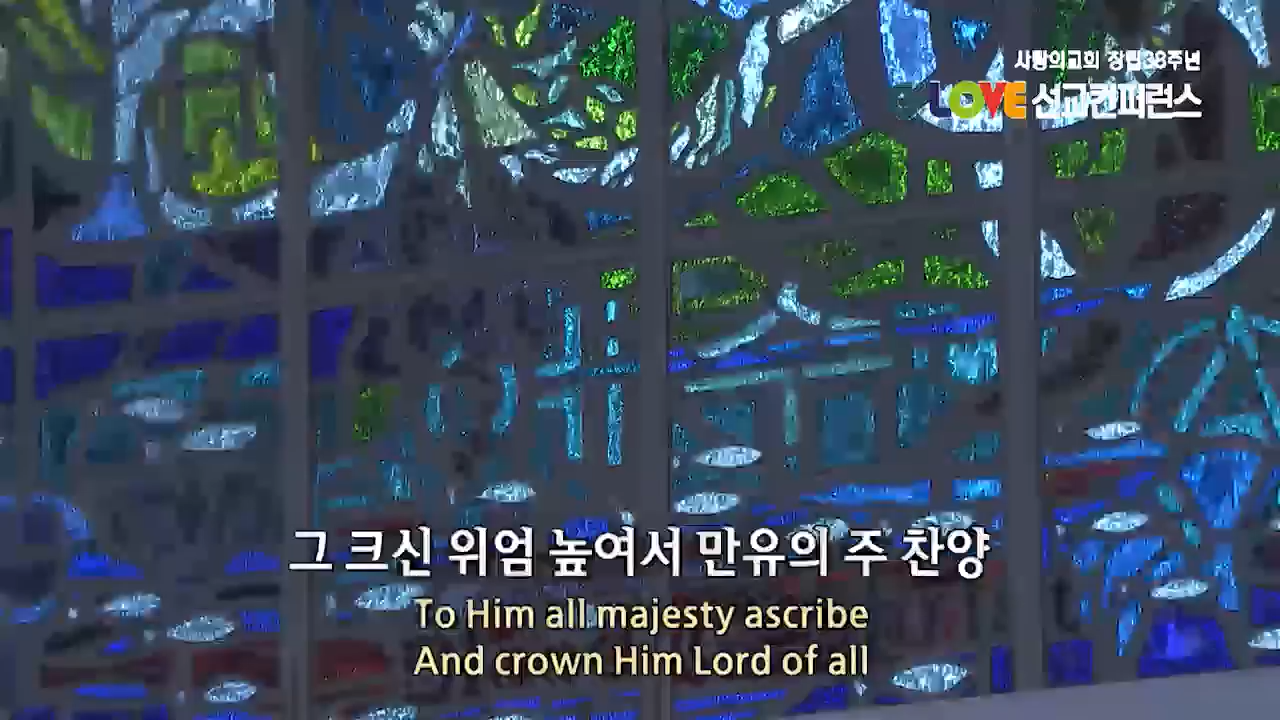 사랑의교회 창립38주년
LOVE 선교컨퍼런스
그 크신 위엄 높여서 만유의 주 찬양
To Him all majesty ascribe
And crown Him Lord of all